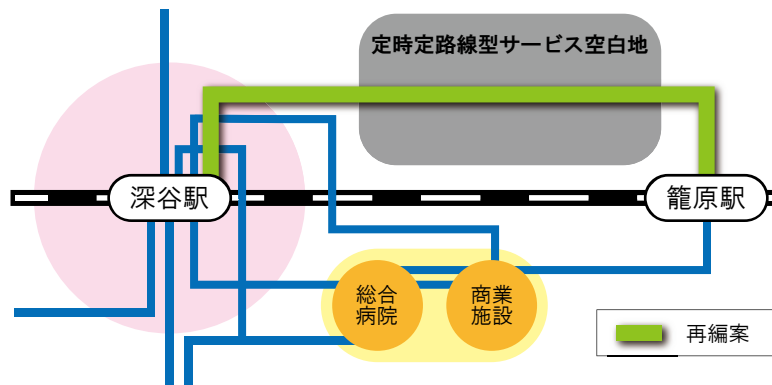 定時定路線型サービス空白地
深谷駅
籠原駅
総合
病院
商業
施設
再編案